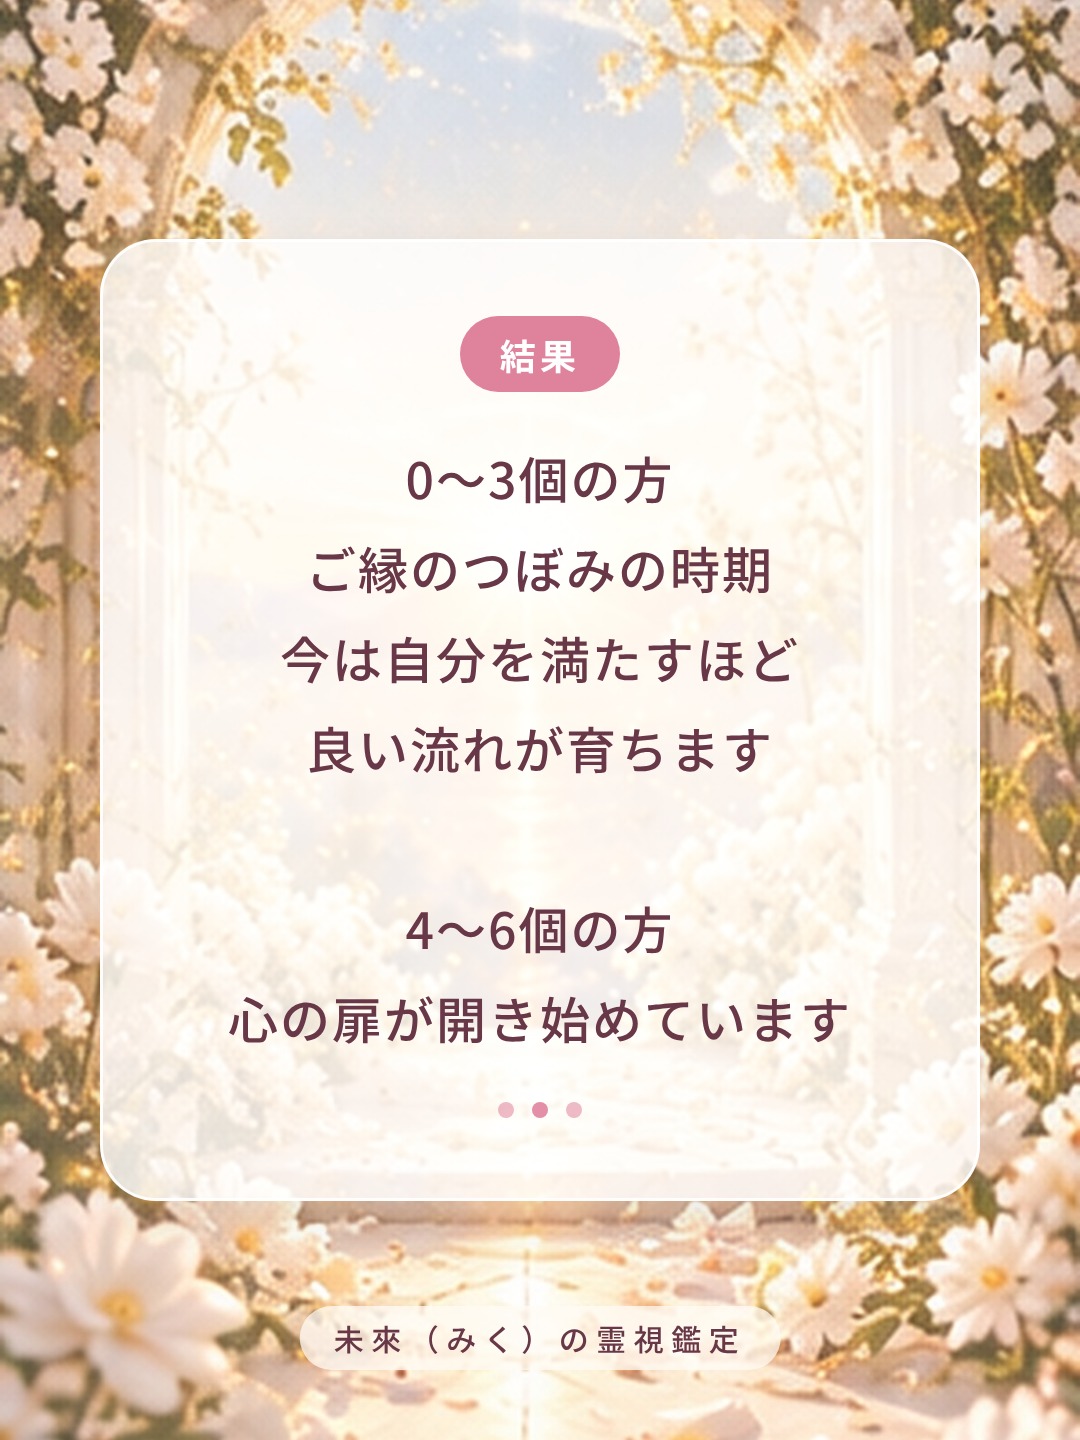 結果
0〜3個の方
ご縁のつぼみの時期
今は自分を満たすほど
良い流れが育ちます
4〜6個の方
心の扉が開き始めています
未來（みく）の霊視鑑定